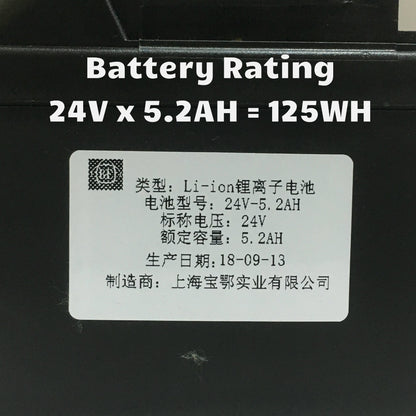 Battery Rating
24V x 5.2AH = 125WH
类型: Li-ion锂离子电池
电池型号: 24V-5.2AH
标称电压: 24V
额定容量: 5.2AH
生产日期: 18-09-13
制造商: 上海宝鄂实业有限公司